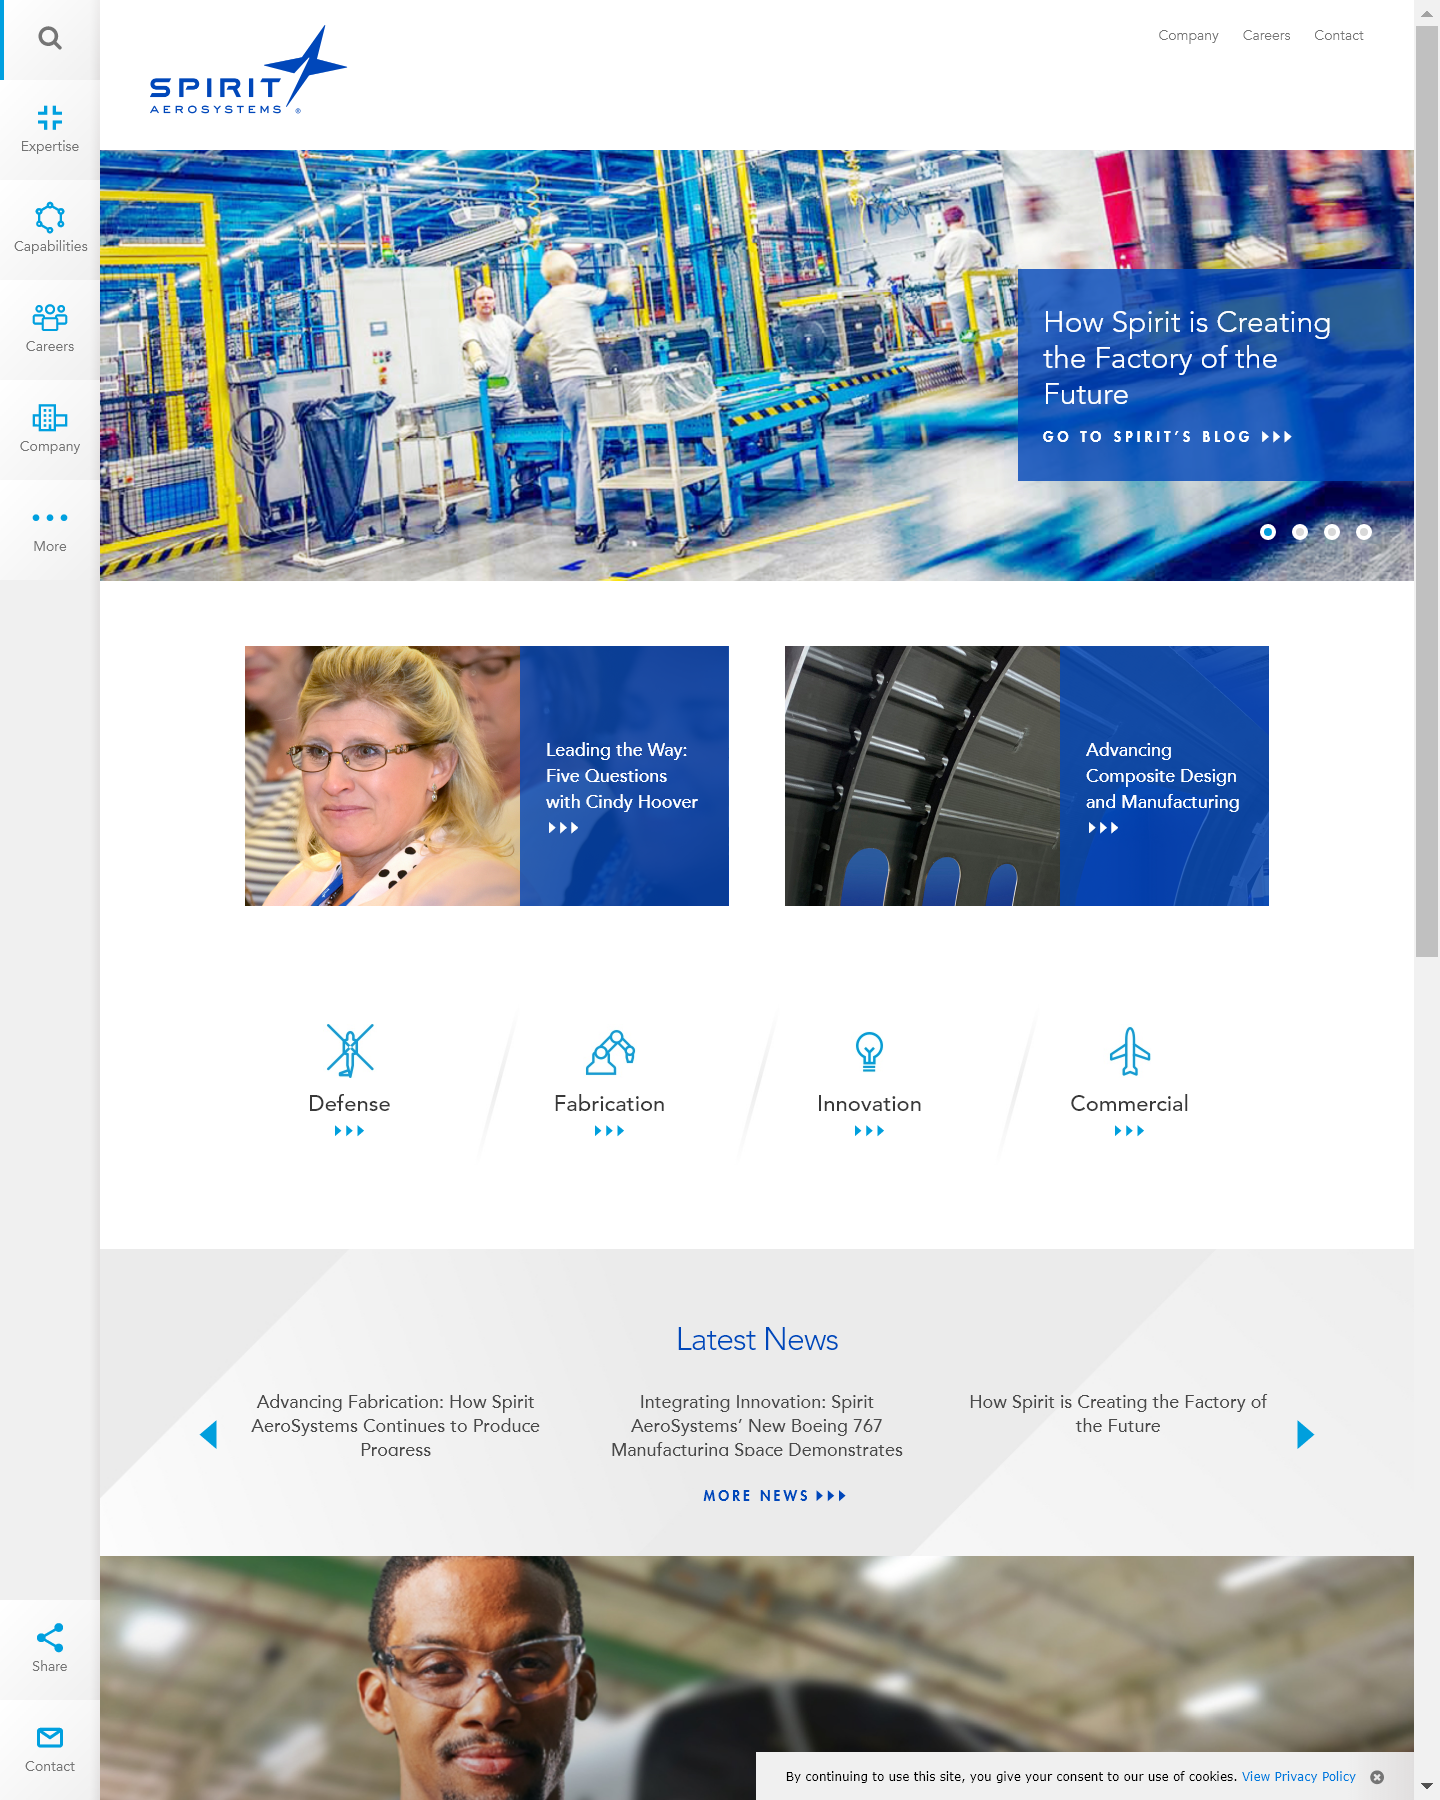 Company Careers Contact
SPIRIT
AEROSYSTEMS ®
Expertise
Capabilities
Careers
Company
More
How Spirit is Creating
the Factory of the
Future
GO TO SPIRIT'S BLOG
Leading the Way:
Five Questions
with Cindy Hoover
Advancing
Composite Design
and Manufacturing
Defense
Fabrication
Innovation
Commercial
Latest News
Advancing Fabrication: How Spirit
AeroSystems Continues to Produce
Progress
Integrating Innovation: Spirit
AeroSystems' New Boeing 767
Manufacturing Space Demonstrates
How Spirit is Creating the Factory of
the Future
MORE NEWS
Share
Contact
By continuing to use this site, you give your consent to our use of cookies. View Privacy Policy